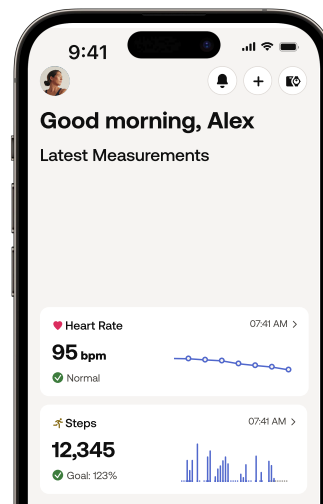 9:41
Good morning, Alex
Latest Measurements
Heart Rate 07:41 AM
95 bpm
Normal
Steps 07:41 AM
12,345
Goal: 123%